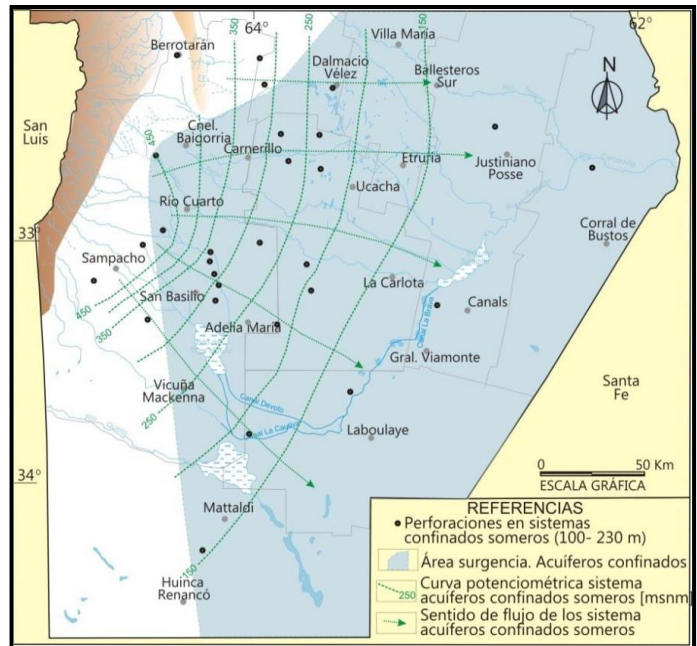 350
64°
250
150
62°
Berrotarán
Villa María
Dalmacio
Vélez
Ballesteros
Sur
N
San
Luis
450
Cnel.
Baigorria
Carnerillo
Etruria
Justiniano
Posse
Ucacha
Río Cuarto
33°
Corral de
Bustos
Sampacho
La Carlota
San Basilio
Canals
450
350
Adelia María
Canal La Brava
Gral. Viamonte
Santa
Fe
Vicuña
Mackenna
250
Canal Devoto
Laboulaye
34°
0
50 Km
ESCALA GRÁFICA
Mattaldi
150
Huinca
Renancó
REFERENCIAS
Perforaciones en sistemas
confinados someros (100- 230 m)
Área surgencia. Acuíferos confinados
250
Curva potenciométrica sistema
acuíferos confinados someros [msnm]
Sentido de flujo de los sistema
acuíferos confinados someros